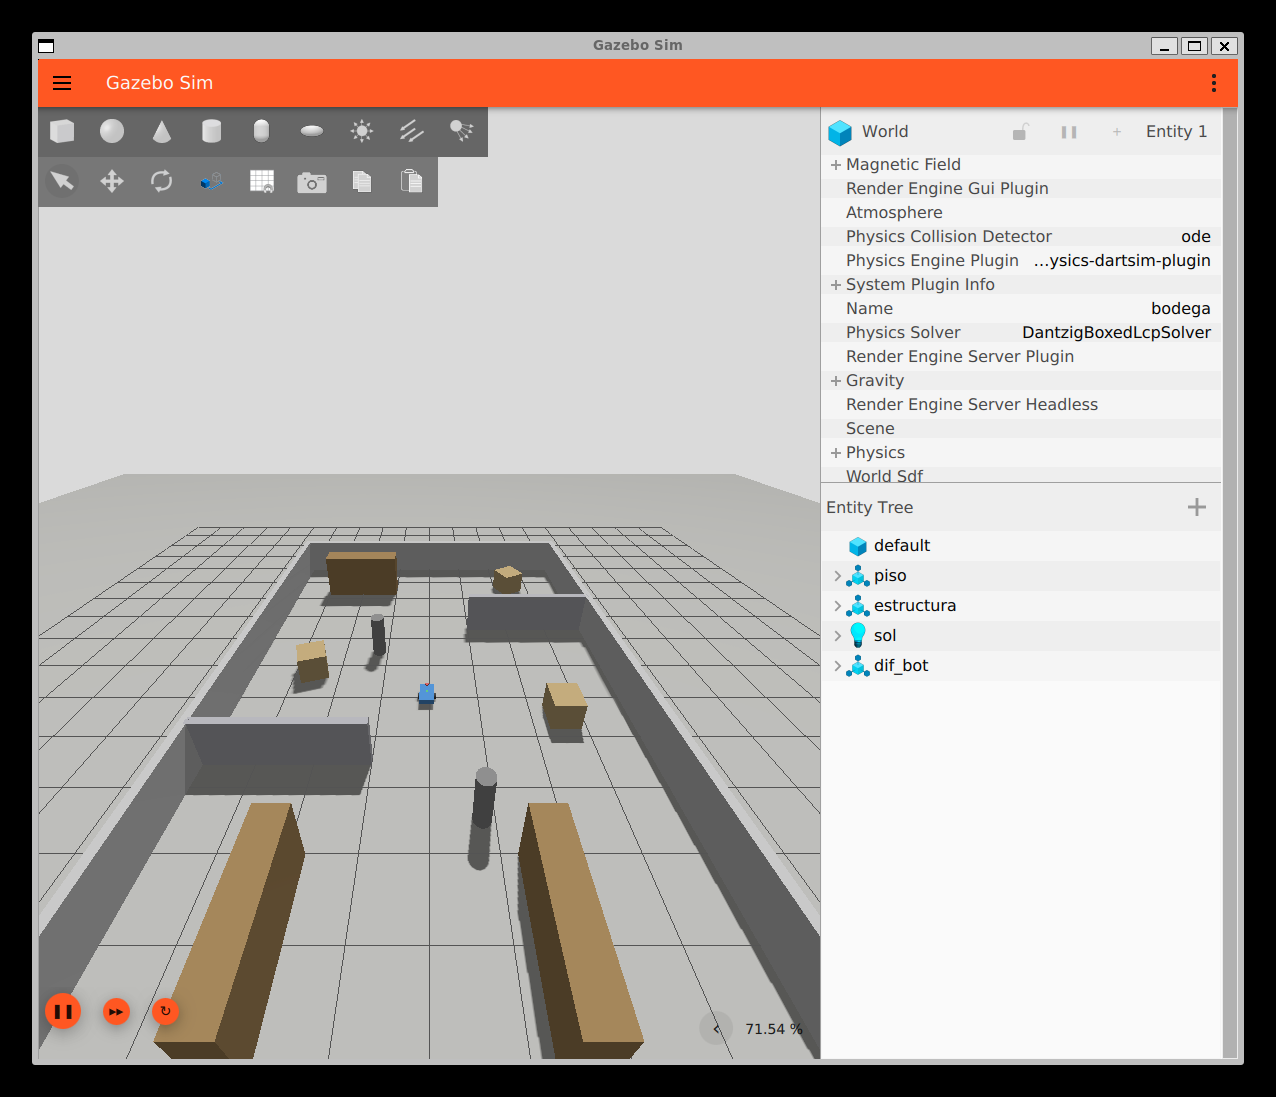 Gazebo Sim
Gazebo Sim
World
Entity 1
Magnetic Field
Render Engine Gui Plugin
Atmosphere
Physics Collision Detector ode
Physics Engine Plugin …ysics-dartsim-plugin
System Plugin Info
Name bodega
Physics Solver DantzigBoxedLcpSolver
Render Engine Server Plugin
Gravity
Render Engine Server Headless
Scene
Physics
World Sdf
Entity Tree
default
piso
estructura
sol
dif_bot
71.54 %